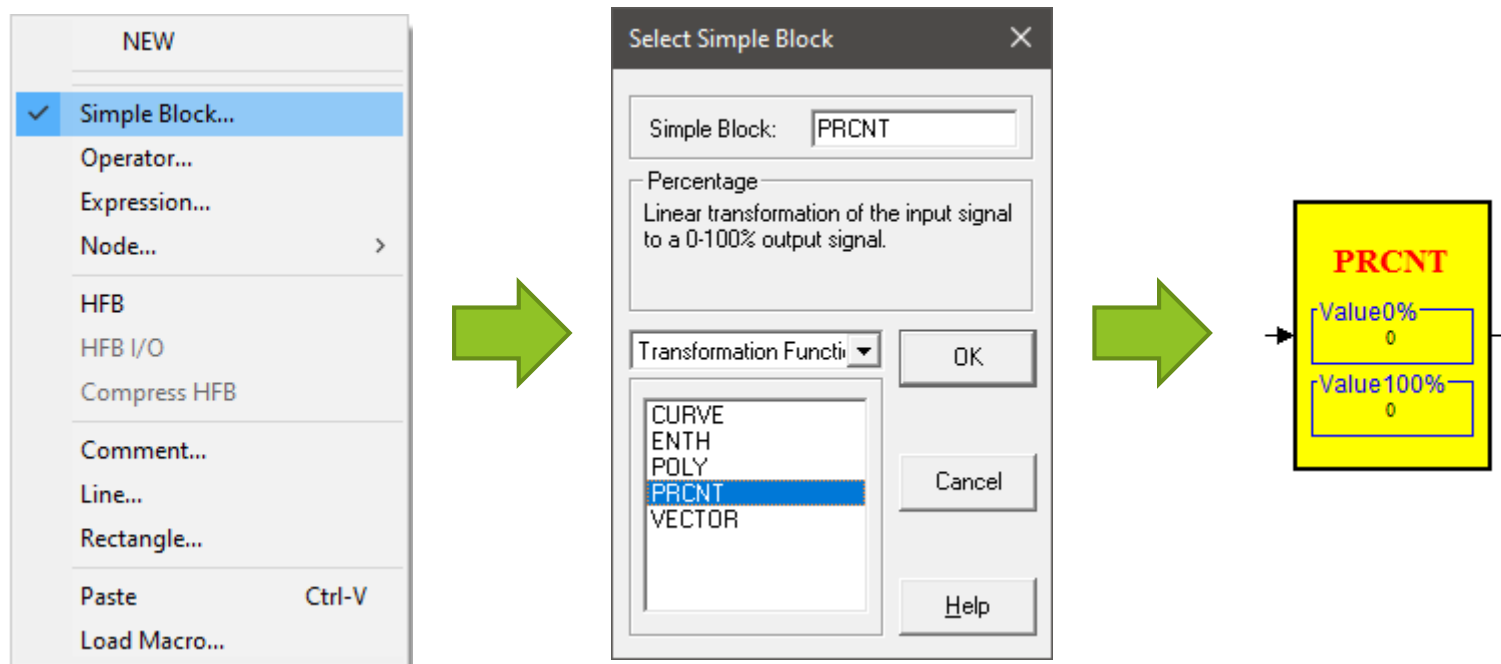 NEW
Simple Block...
Operator...
Expression...
Node...
HFB
HFB I/O
Compress HFB
Comment...
Line...
Rectangle...
Paste Ctrl-V
Load Macro...
Select Simple Block
Simple Block: PRCNT
Percentage
Linear transformation of the input signal
to a 0-100% output signal.
Transformation Functi
OK
CURVE
ENTH
POLY
PRCNT
VECTOR
Cancel
Help
PRCNT
Value0%
0
Value100%
0